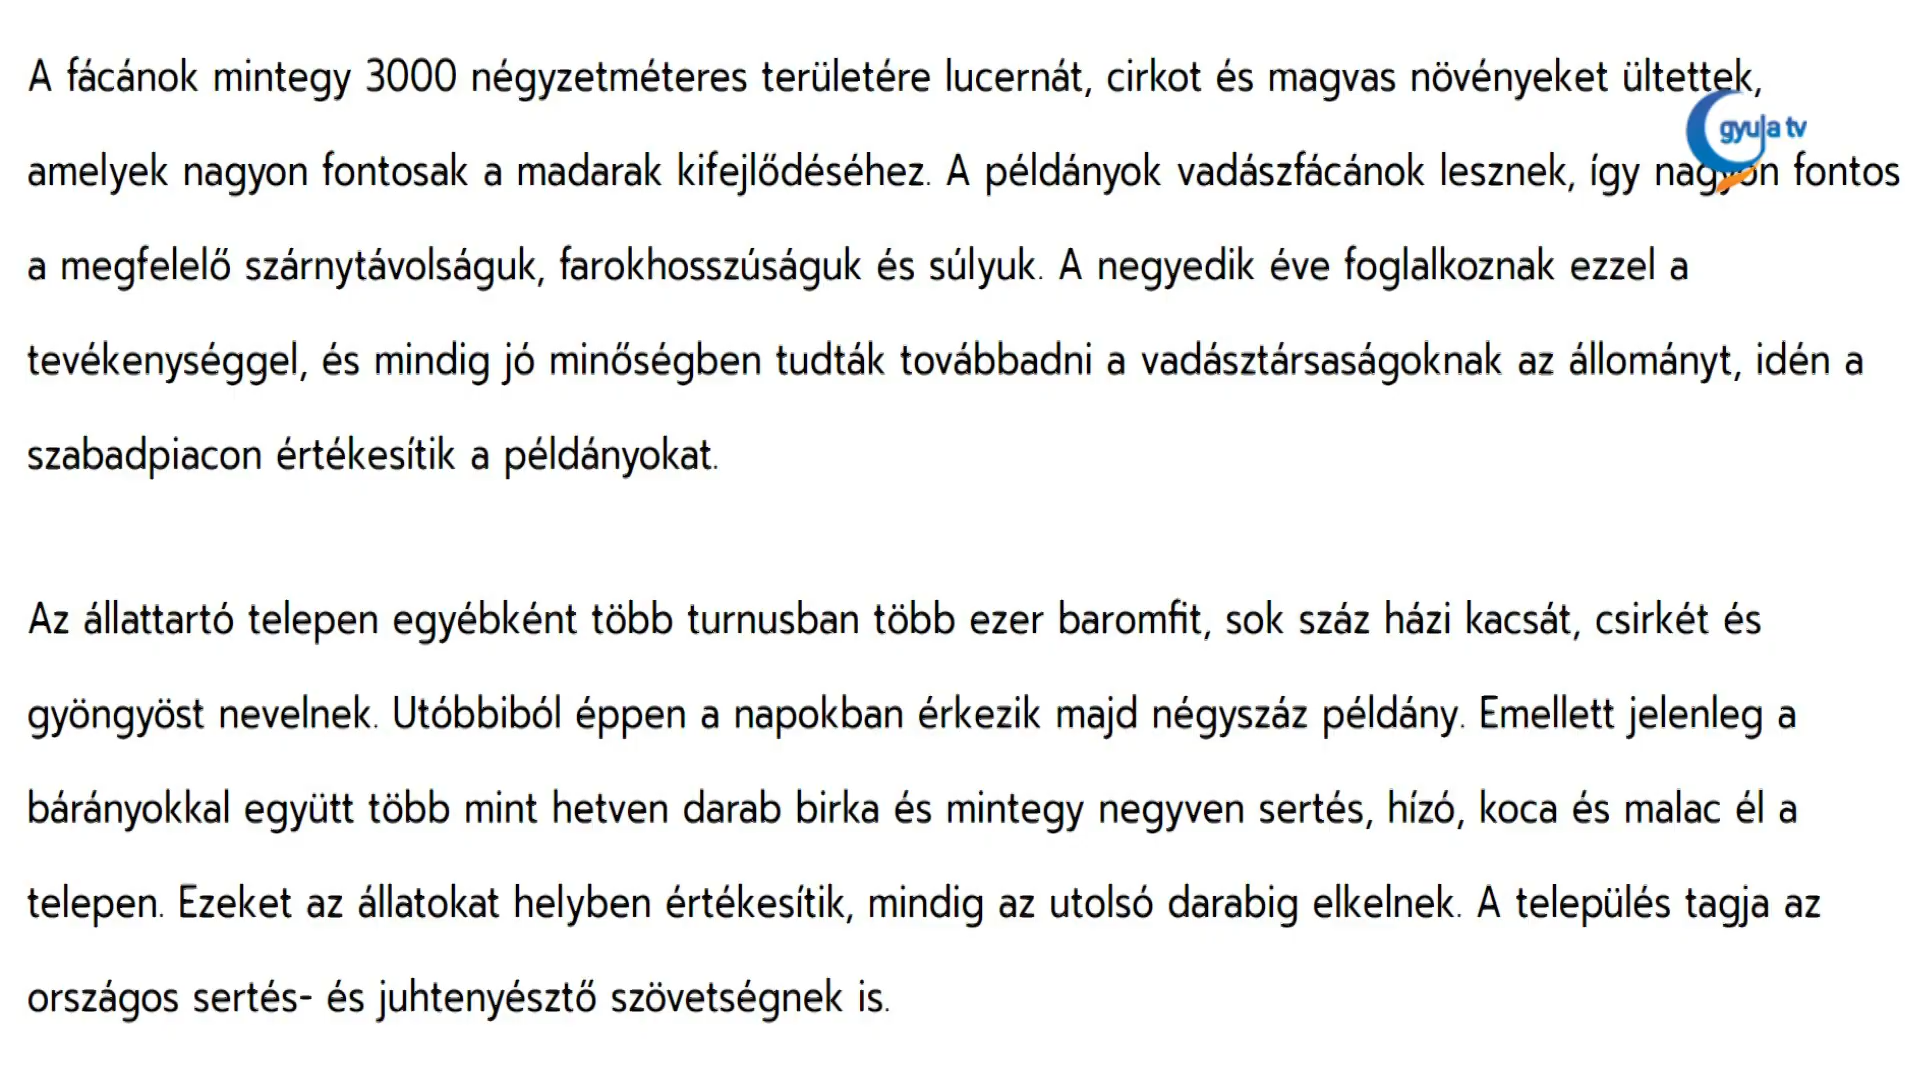 A fácánok mintegy 3000 négyzetméteres területére lucernát, cirkot és magvas növényeket ültettek,
gyula tv
amelyek nagyon fontosak a madarak kifejlődéséhez. A példányok vadászfácánok lesznek, így nagyon fontos
a megfelelő szárnytávolságuk, farokhosszúságuk és súlyuk. A negyedik éve foglalkoznak ezzel a
tevékenységgel, és mindig jó minőségben tudták továbbadni a vadásztársaságoknak az állományt, idén a
szabadpiacon értékesítik a példányokat.
Az állattartó telepen egyébként több turnusban több ezer baromfit, sok száz házi kacsát, csirkét és
gyöngyöst nevelnek. Utóbbiból éppen a napokban érkezik majd négyszáz példány. Emellett jelenleg a
bárányokkal együtt több mint hetven darab birka és mintegy negyven sertés, hízó, koca és malac él a
telepen. Ezeket az állatokat helyben értékesítik, mindig az utolsó darabig elkelnek. A település tagja az
országos sertés- és juhtenyésztő szövetségnek is.